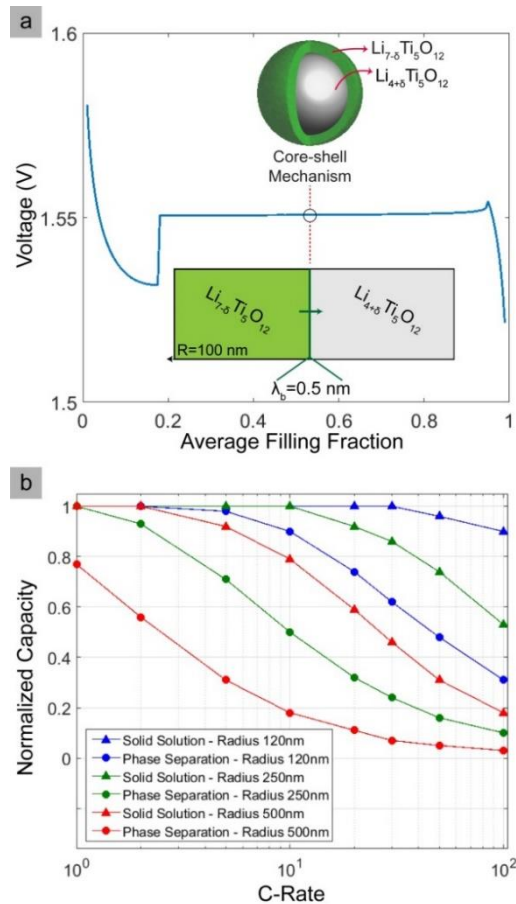 a
1.6
Li7-δTi5O12
Li4+δTi5O12
Core-shell
Mechanism
Voltage (V)
1.55
Li7-δTi5O12
Li4+δTi5O12
R=100 nm
λb=0.5 nm
1.5
0 0.2 0.4 0.6 0.8 1
Average Filling Fraction
b
1
0.8
0.6
0.4
0.2
0
Normalized Capacity
Solid Solution - Radius 120nm
Phase Separation - Radius 120nm
Solid Solution - Radius 250nm
Phase Separation - Radius 250nm
Solid Solution - Radius 500nm
Phase Separation - Radius 500nm
10^0 10^1 10^2
C-Rate